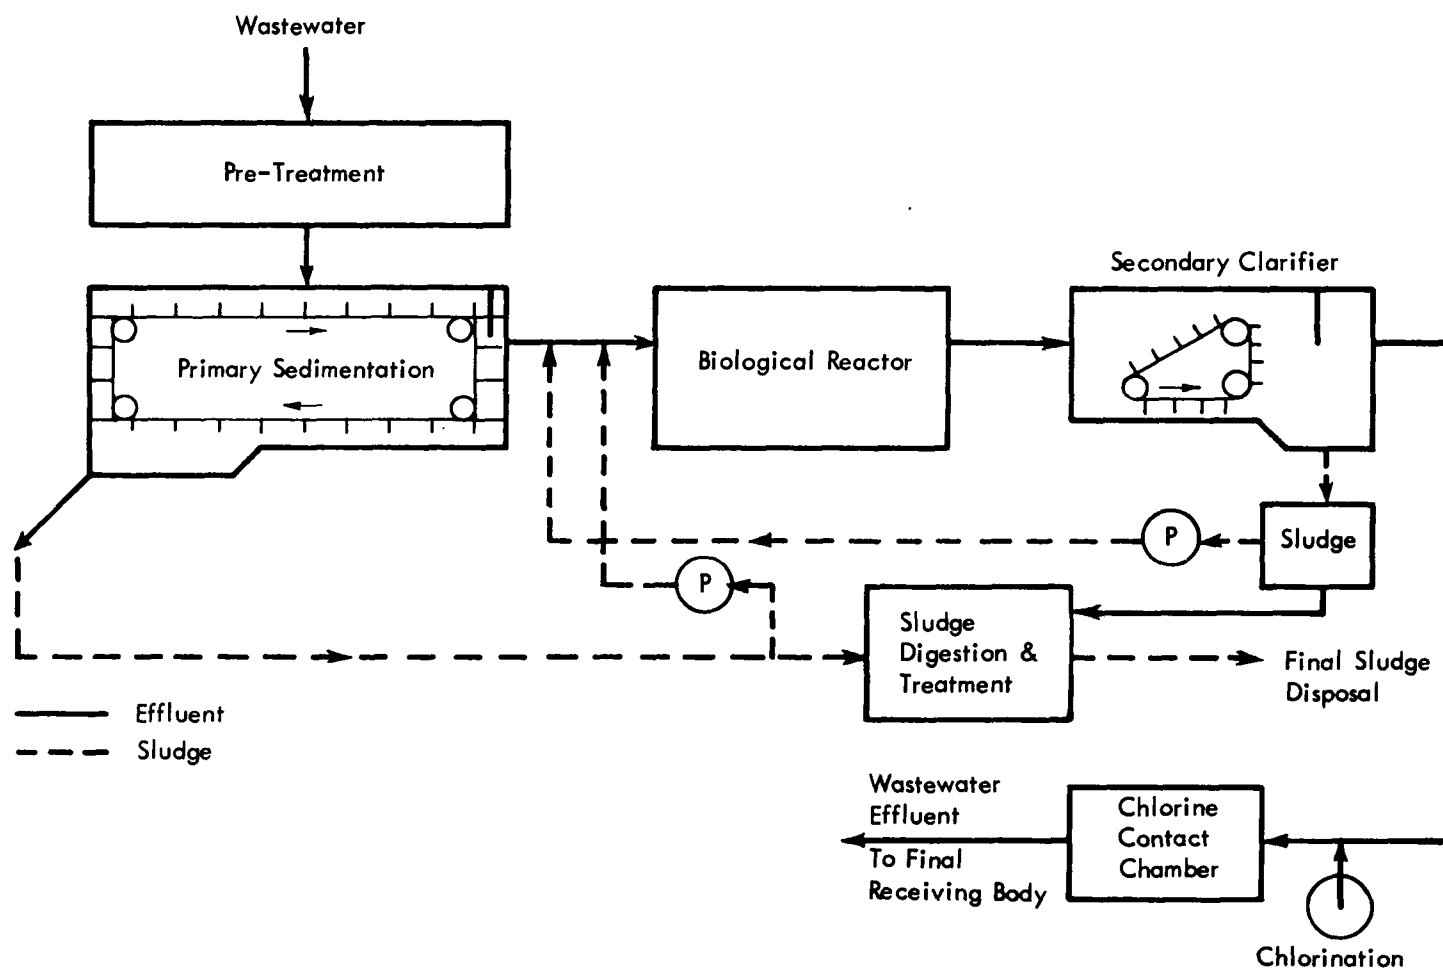 Wastewater
Pre-Treatment
Secondary Clarifier
Primary Sedimentation
Biological Reactor
P
Sludge
P
Sludge
Digestion &
Treatment
Final Sludge
Disposal
Effluent
Sludge
Wastewater
Effluent
To Final
Receiving Body
Chlorine
Contact
Chamber
Chlorination